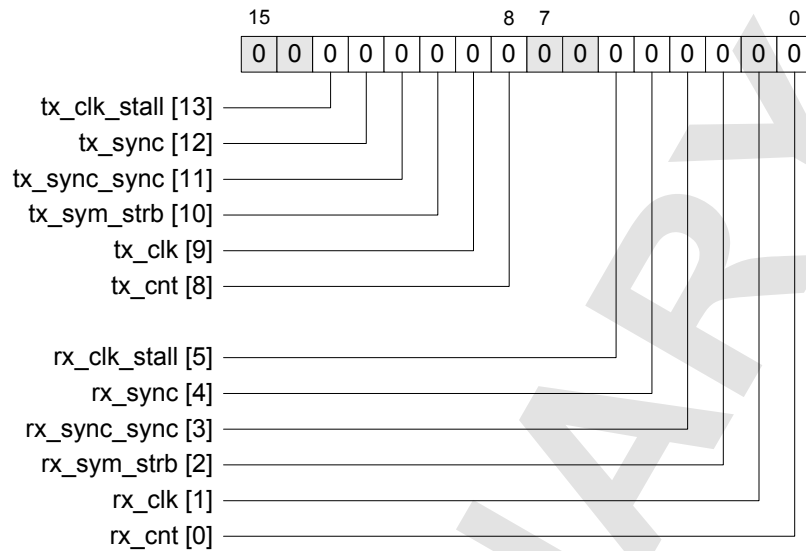 15 8 7 0
0 0 0 0 0 0 0 0 0 0 0 0 0 0 0 0
tx_clk_stall [13]
tx_sync [12]
tx_sync_sync [11]
tx_sym_strb [10]
tx_clk [9]
tx_cnt [8]
rx_clk_stall [5]
rx_sync [4]
rx_sync_sync [3]
rx_sym_strb [2]
rx_clk [1]
rx_cnt [0]